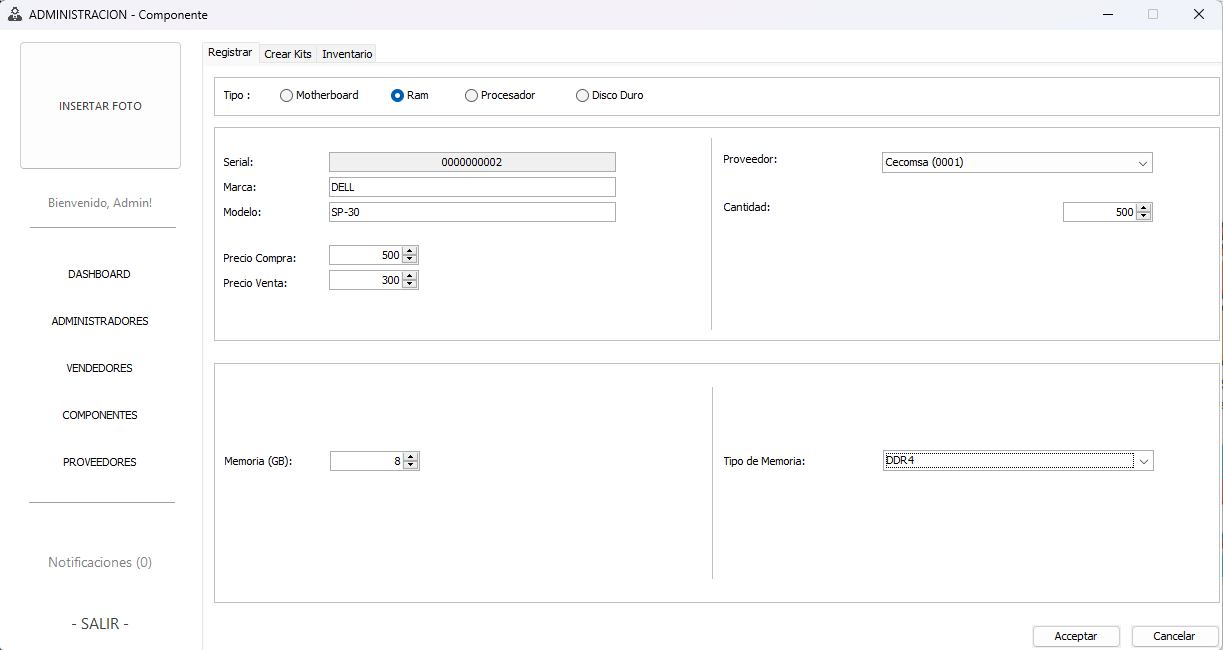 ADMINISTRACION - Componente
INSERTAR FOTO
Bienvenido, Admin!
DASHBOARD
ADMINISTRADORES
VENDEDORES
COMPONENTES
PROVEEDORES
Notificaciones (0)
- SALIR -
Registrar Crear Kits Inventario
Tipo : Motherboard Ram Procesador Disco Duro
Serial: 0000000002
Marca: DELL
Modelo: SP-30
Precio Compra: 500
Precio Venta: 300
Proveedor: Cecomsa (0001)
Cantidad: 500
Memoria (GB): 8
Tipo de Memoria: DDR4
Acceptar Cancelar